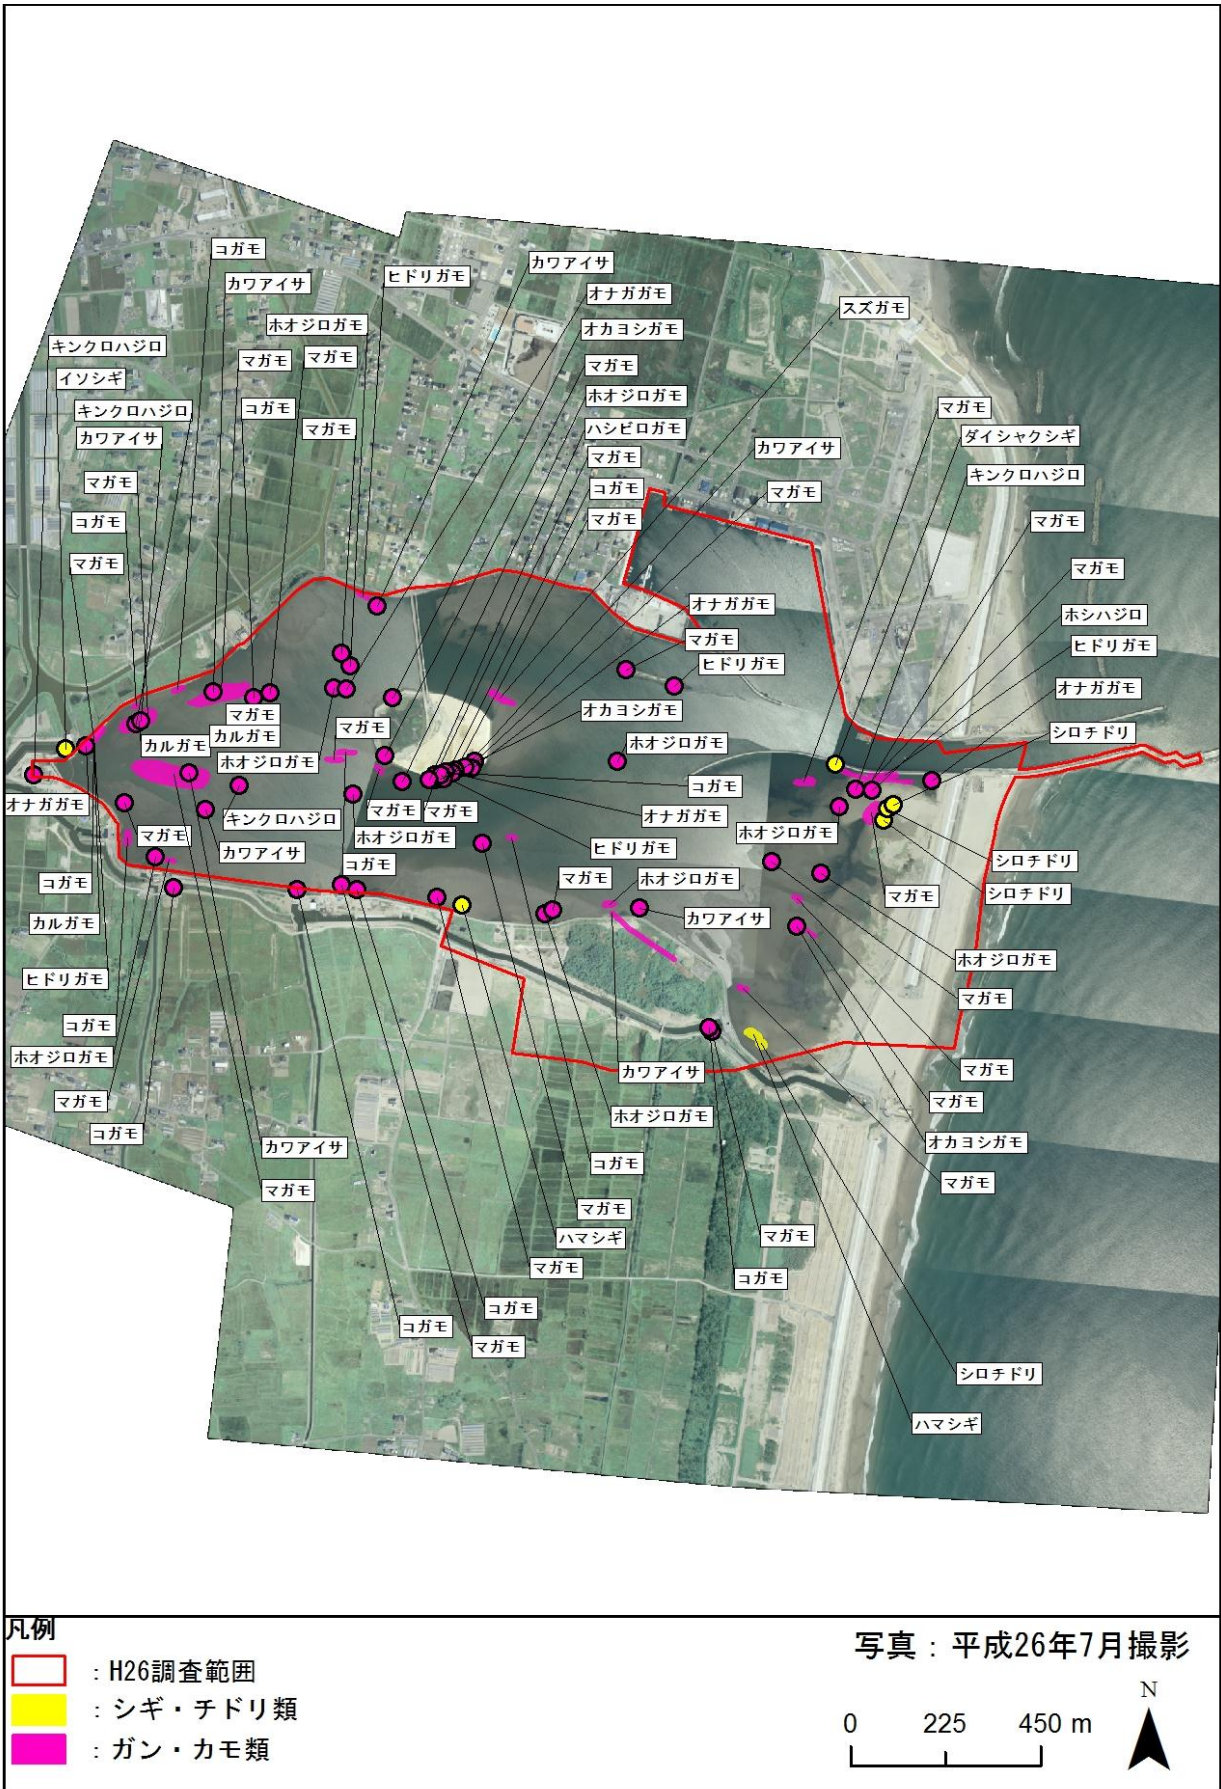 コガモ
カワアイサ
ヒドリガモ
カワアイサ
オナガガモ
スズガモ
ホオジロガモ
オカヨシガモ
キンクロハジロ
マガモ
マガモ
マガモ
イソシギ
ホオジロガモ
キンクロハジロ
コガモ
マガモ
ダイシャクシギ
カワアイサ
マガモ
ハシビロガモ
カワアイサ
マガモ
マガモ
キンクロハジロ
コガモ
マガモ
コガモ
マガモ
マガモ
マガモ
マガモ
オナガガモ
ホシハジロ
マガモ
ヒドリガモ
ヒドリガモ
オナガガモ
マガモ
カルガモ
カルガモ
マガモ
オカヨシガモ
シロチドリ
ホオジロガモ
ホオジロガモ
コガモ
オナガガモ
キンクロハジロ
マガモ
マガモ
オナガガモ
マガモ
カワアイサ
ホオジロガモ
ヒドリガモ
ホオジロガモ
シロチドリ
コガモ
コガモ
マガモ
ホオジロガモ
マガモ
シロチドリ
カルガモ
カワアイサ
ホオジロガモ
ヒドリガモ
マガモ
コガモ
ホオジロガモ
カワアイサ
マガモ
マガモ
マガモ
コガモ
ホオジロガモ
カワアイサ
コガモ
オカヨシガモ
マガモ
マガモ
マガモ
ハマシギ
マガモ
マガモ
コガモ
コガモ
コガモ
マガモ
シロチドリ
ハマシギ
凡例
：H26調査範囲
：シギ・チドリ類
：ガン・カモ類
写真：平成26年7月撮影
N
0 225 450 m